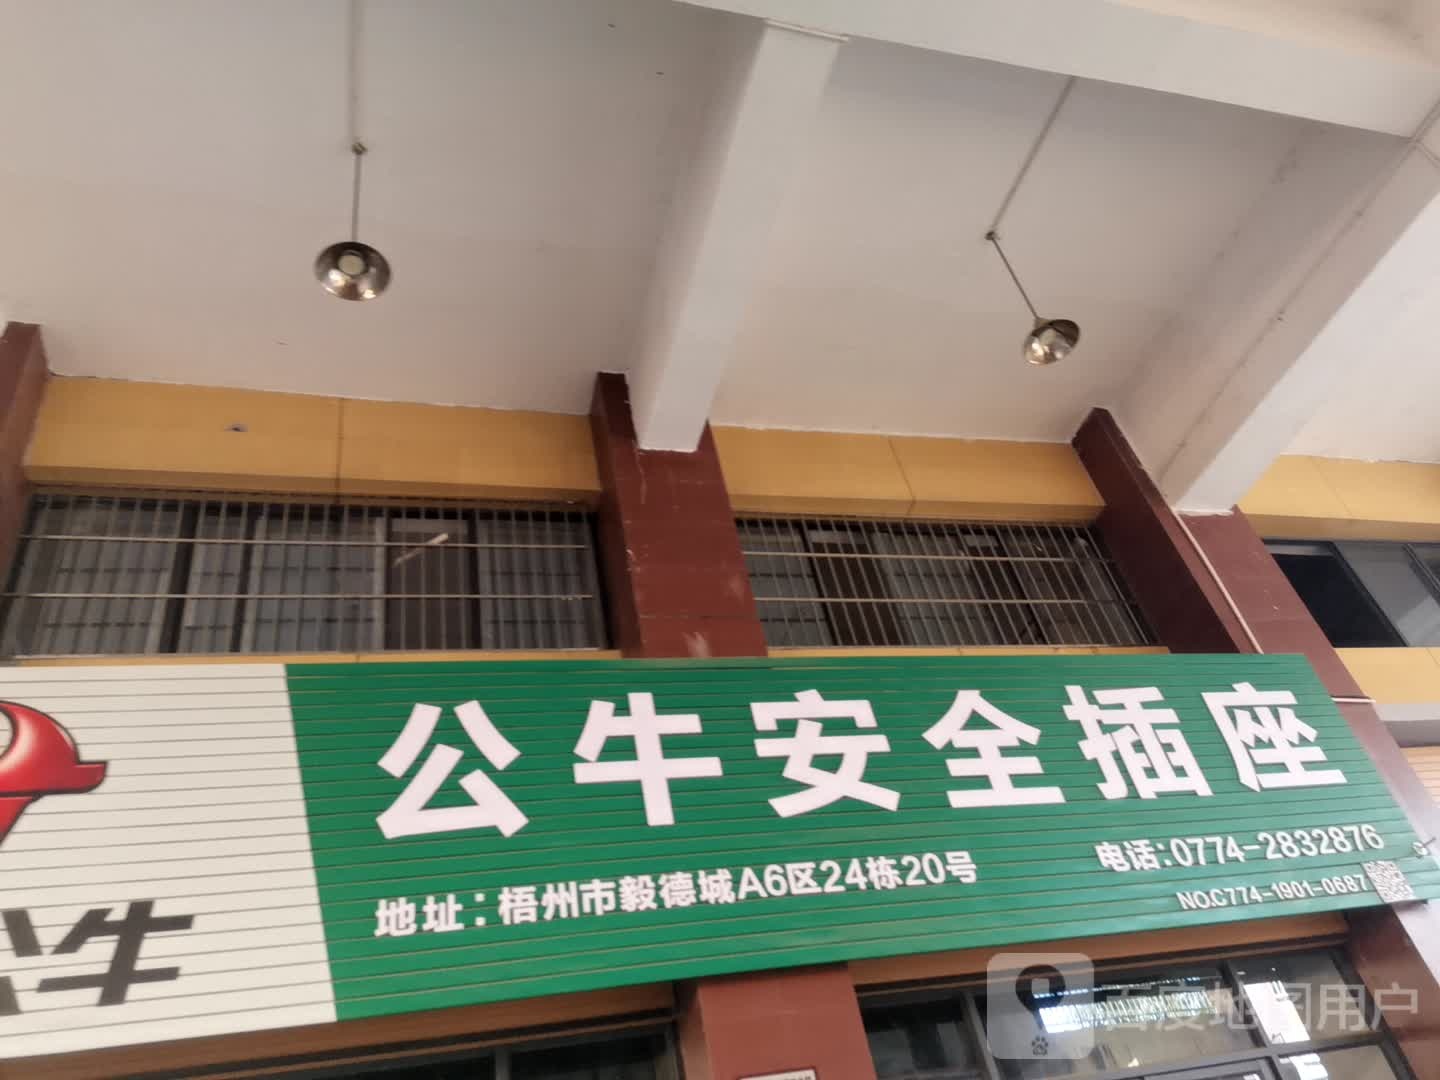 公牛安全插座
地址：梧州市毅德城A6区24栋20号
电话：0774-2832876
NO.C774-1901-0687
牛
百度地图用户